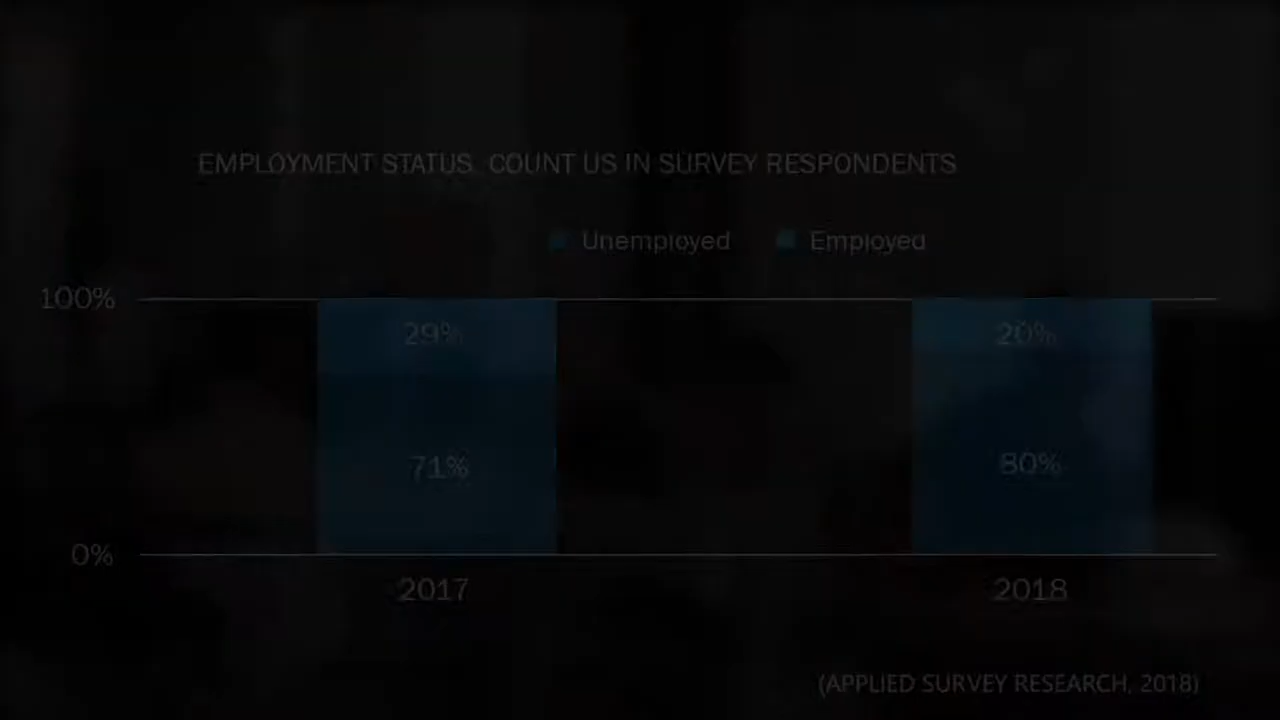 EMPLOYMENT STATUS, COUNT US IN SURVEY RESPONDENTS
Unemployed Employed
100%
29% 20%
71% 80%
0%
2017 2018
(APPLIED SURVEY RESEARCH, 2018)